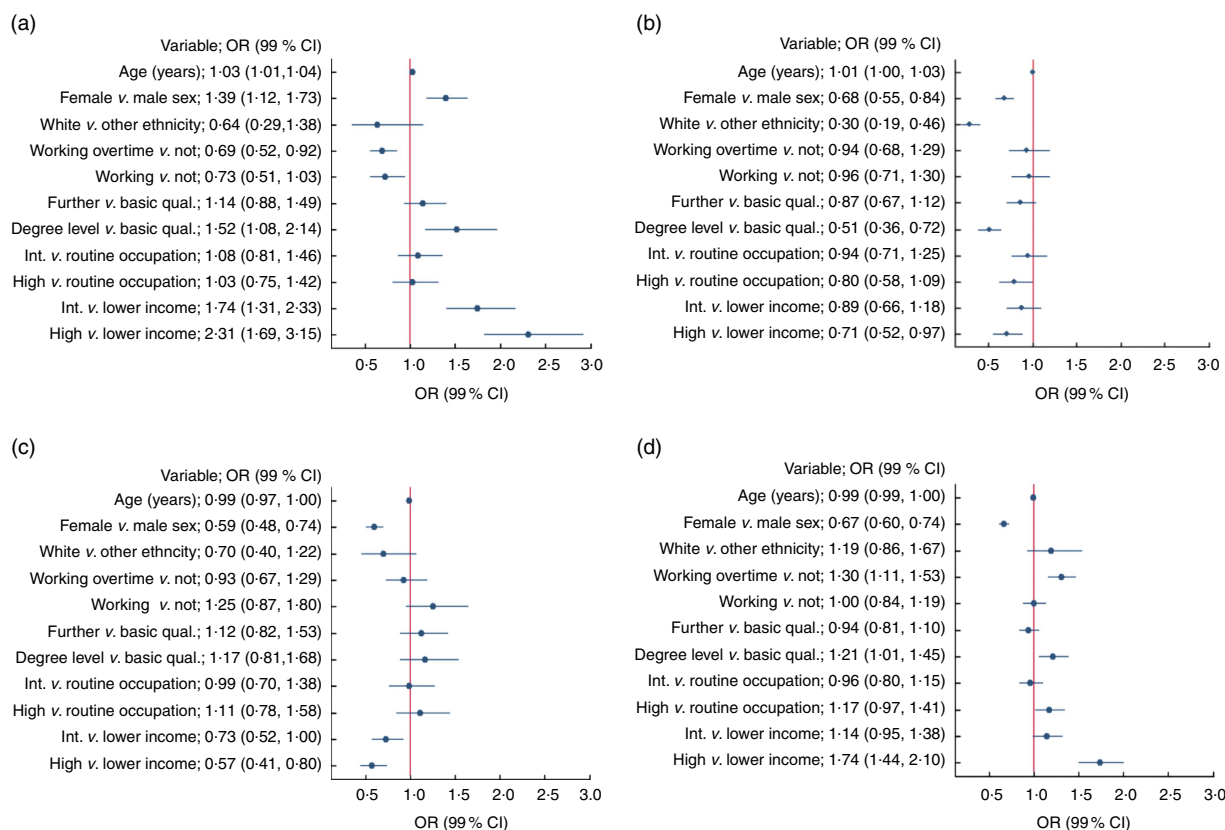 (a)
Variable; OR (99 % CI)
Age (years); 1·03 (1·01,1·04)
Female v. male sex; 1·39 (1·12, 1·73)
White v. other ethnicity; 0·64 (0·29,1·38)
Working overtime v. not; 0·69 (0·52, 0·92)
Working v. not; 0·73 (0·51, 1·03)
Further v. basic qual.; 1·14 (0·88, 1·49)
Degree level v. basic qual.; 1·52 (1·08, 2·14)
Int. v. routine occupation; 1·08 (0·81, 1·46)
High v. routine occupation; 1·03 (0·75, 1·42)
Int. v. lower income; 1·74 (1·31, 2·33)
High v. lower income; 2·31 (1·69, 3·15)
0·5 1·0 1·5 2·0 2·5 3·0
OR (99 % CI)
(b)
Variable; OR (99 % CI)
Age (years); 1·01 (1·00, 1·03)
Female v. male sex; 0·68 (0·55, 0·84)
White v. other ethnicity; 0·30 (0·19, 0·46)
Working overtime v. not; 0·94 (0·68, 1·29)
Working v. not; 0·96 (0·71, 1·30)
Further v. basic qual.; 0·87 (0·67, 1·12)
Degree level v. basic qual.; 0·51 (0·36, 0·72)
Int. v. routine occupation; 0·94 (0·71, 1·25)
High v. routine occupation; 0·80 (0·58, 1·09)
Int. v. lower income; 0·89 (0·66, 1·18)
High v. lower income; 0·71 (0·52, 0·97)
0·5 1·0 1·5 2·0 2·5 3·0
OR (99 % CI)
(c)
Variable; OR (99 % CI)
Age (years); 0·99 (0·97, 1·00)
Female v. male sex; 0·59 (0·48, 0·74)
White v. other ethncity; 0·70 (0·40, 1·22)
Working overtime v. not; 0·93 (0·67, 1·29)
Working v. not; 1·25 (0·87, 1·80)
Further v. basic qual.; 1·12 (0·82, 1·53)
Degree level v. basic qual.; 1·17 (0·81,1·68)
Int. v. routine occupation; 0·99 (0·70, 1·38)
High v. routine occupation; 1·11 (0·78, 1·58)
Int. v. lower income; 0·73 (0·52, 1·00)
High v. lower income; 0·57 (0·41, 0·80)
0·5 1·0 1·5 2·0 2·5 3·0
OR (99 % CI)
(d)
Variable; OR (99 % CI)
Age (years); 0·99 (0·99, 1·00)
Female v. male sex; 0·67 (0·60, 0·74)
White v. other ethnicity; 1·19 (0·86, 1·67)
Working overtime v. not; 1·30 (1·11, 1·53)
Working v. not; 1·00 (0·84, 1·19)
Further v. basic qual.; 0·94 (0·81, 1·10)
Degree level v. basic qual.; 1·21 (1·01, 1·45)
Int. v. routine occupation; 0·96 (0·80, 1·15)
High v. routine occupation; 1·17 (0·97, 1·41)
Int. v. lower income; 1·14 (0·95, 1·38)
High v. lower income; 1·74 (1·44, 2·10)
0·5 1·0 1·5 2·0 2·5 3·0
OR (99 % CI)